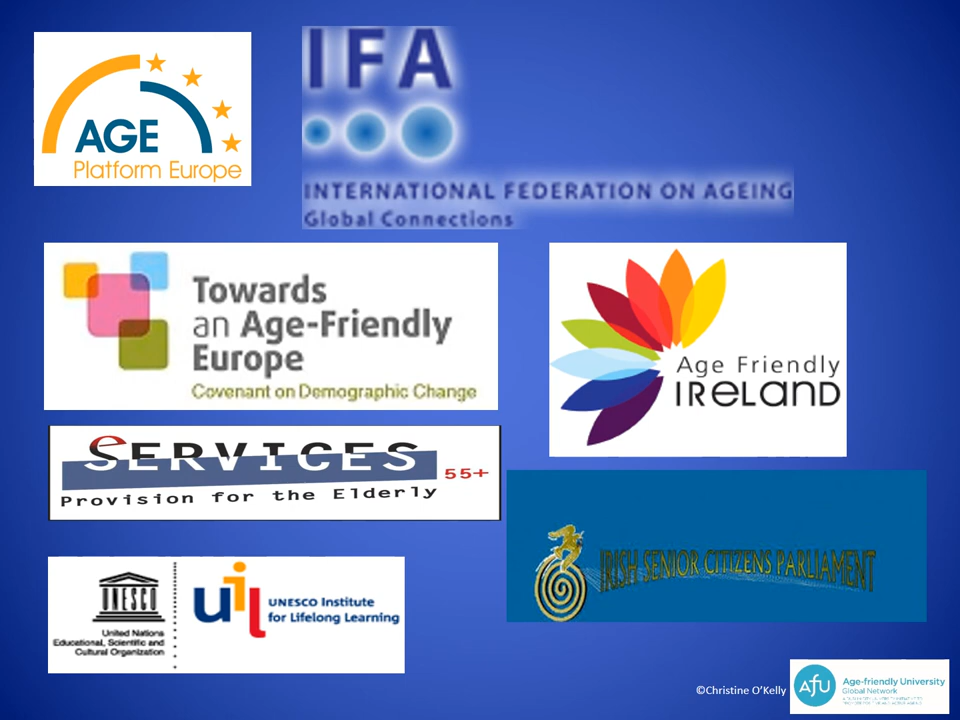 AGE
Platform Europe
IFA
INTERNATIONAL FEDERATION ON AGEING
Global Connections
Towards
an Age-Friendly
Europe
Covenant on Demographic Change
Age Friendly
IRELAND
eSERVICES
55+
Provision for the Elderly
IRISH SENIOR CITIZENS PARLIAMENT
UNESCO
United Nations
Educational, Scientific and
Cultural Organization
uil
UNESCO Institute
for Lifelong Learning
©Christine O'Kelly
AFU
Age-friendly University
Global Network